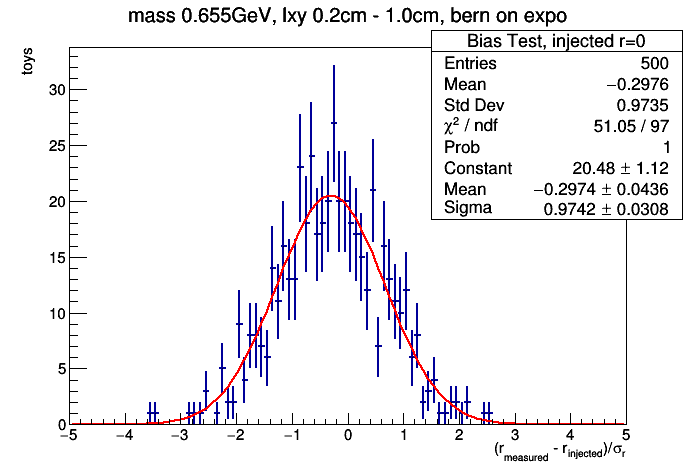 mass 0.655GeV, lxy 0.2cm - 1.0cm, bern on expo
toys
Bias Test, injected r=0
Entries 500
Mean −0.2976
Std Dev 0.9735
χ² / ndf 51.05 / 97
Prob 1
Constant 20.48 ± 1.12
Mean −0.2974 ± 0.0436
Sigma 0.9742 ± 0.0308
30
25
20
15
10
5
0
−5 −4 −3 −2 −1 0 1 2 3 4 5
(r_measured - r_injected)/σ_r